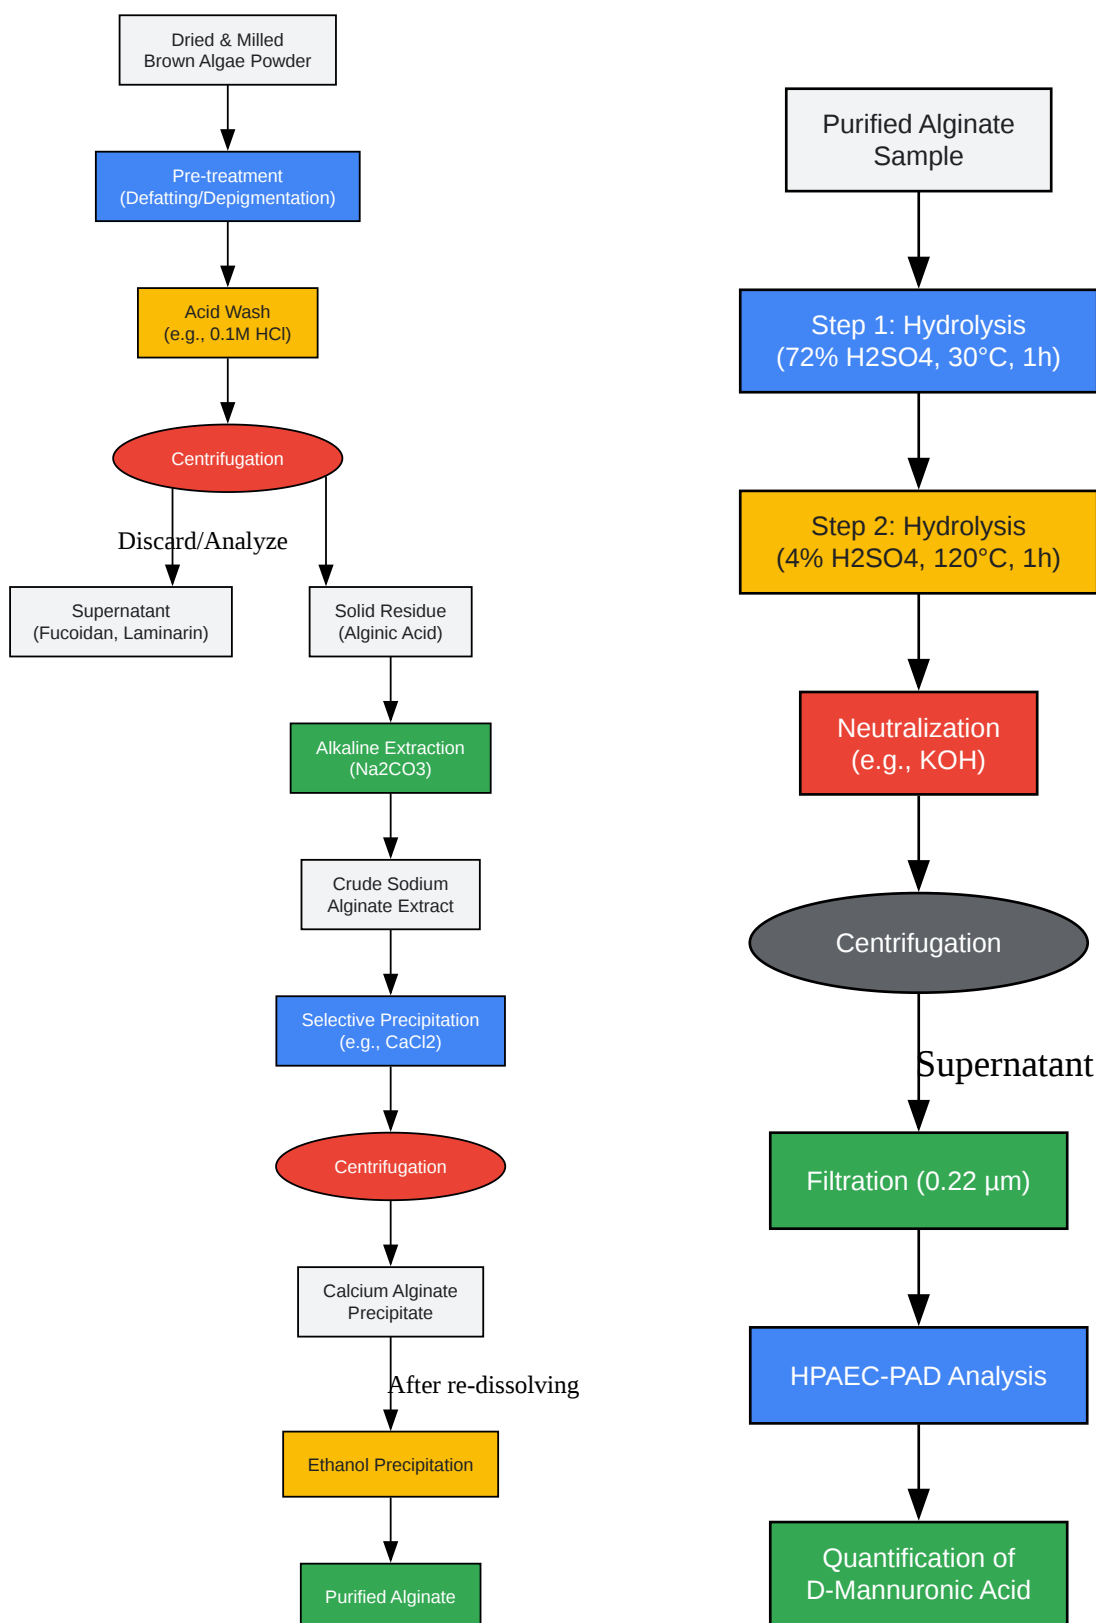 Dried & Milled
Brown Algae Powder
Pre-treatment
(Defatting/Depigmentation)
Acid Wash
(e.g., 0.1M HCl)
Centrifugation
Discard/Analyze
Supernatant
(Fucoidan, Laminarin)
Solid Residue
(Alginic Acid)
Alkaline Extraction
(Na2CO3)
Crude Sodium
Alginate Extract
Selective Precipitation
(e.g., CaCl2)
Centrifugation
Calcium Alginate
Precipitate
After re-dissolving
Ethanol Precipitation
Purified Alginate
Purified Alginate
Sample
Step 1: Hydrolysis
(72% H2SO4, 30°C, 1h)
Step 2: Hydrolysis
(4% H2SO4, 120°C, 1h)
Neutralization
(e.g., KOH)
Centrifugation
Supernatant
Filtration (0.22 µm)
HPAEC-PAD Analysis
Quantification of
D-Mannuronic Acid